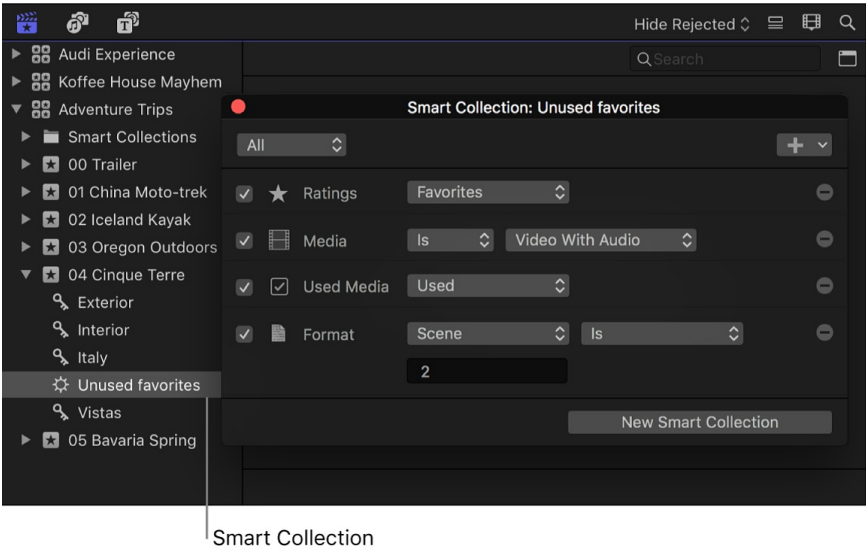 Hide Rejected
Audi Experience
Search
Koffee House Mayhem
Adventure Trips
Smart Collection: Unused favorites
Smart Collections
All
00 Trailer
01 China Moto-trek
Ratings
Favorites
02 Iceland Kayak
Media
Is
Video With Audio
03 Oregon Outdoors
04 Cinque Terre
Used Media
Used
Exterior
Interior
Format
Scene
Is
Italy
2
Unused favorites
Vistas
New Smart Collection
05 Bavaria Spring
Smart Collection